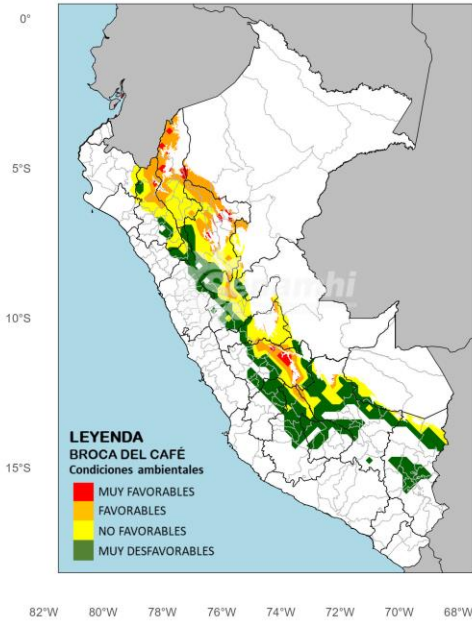 0°
5°S
10°S
15°S
senamhi
LEYENDA
BROCA DEL CAFÉ
Condiciones ambientales
MUY FAVORABLES
FAVORABLES
NO FAVORABLES
MUY DESFAVORABLES
82°W 80°W 78°W 76°W 74°W 72°W 70°W 68°W